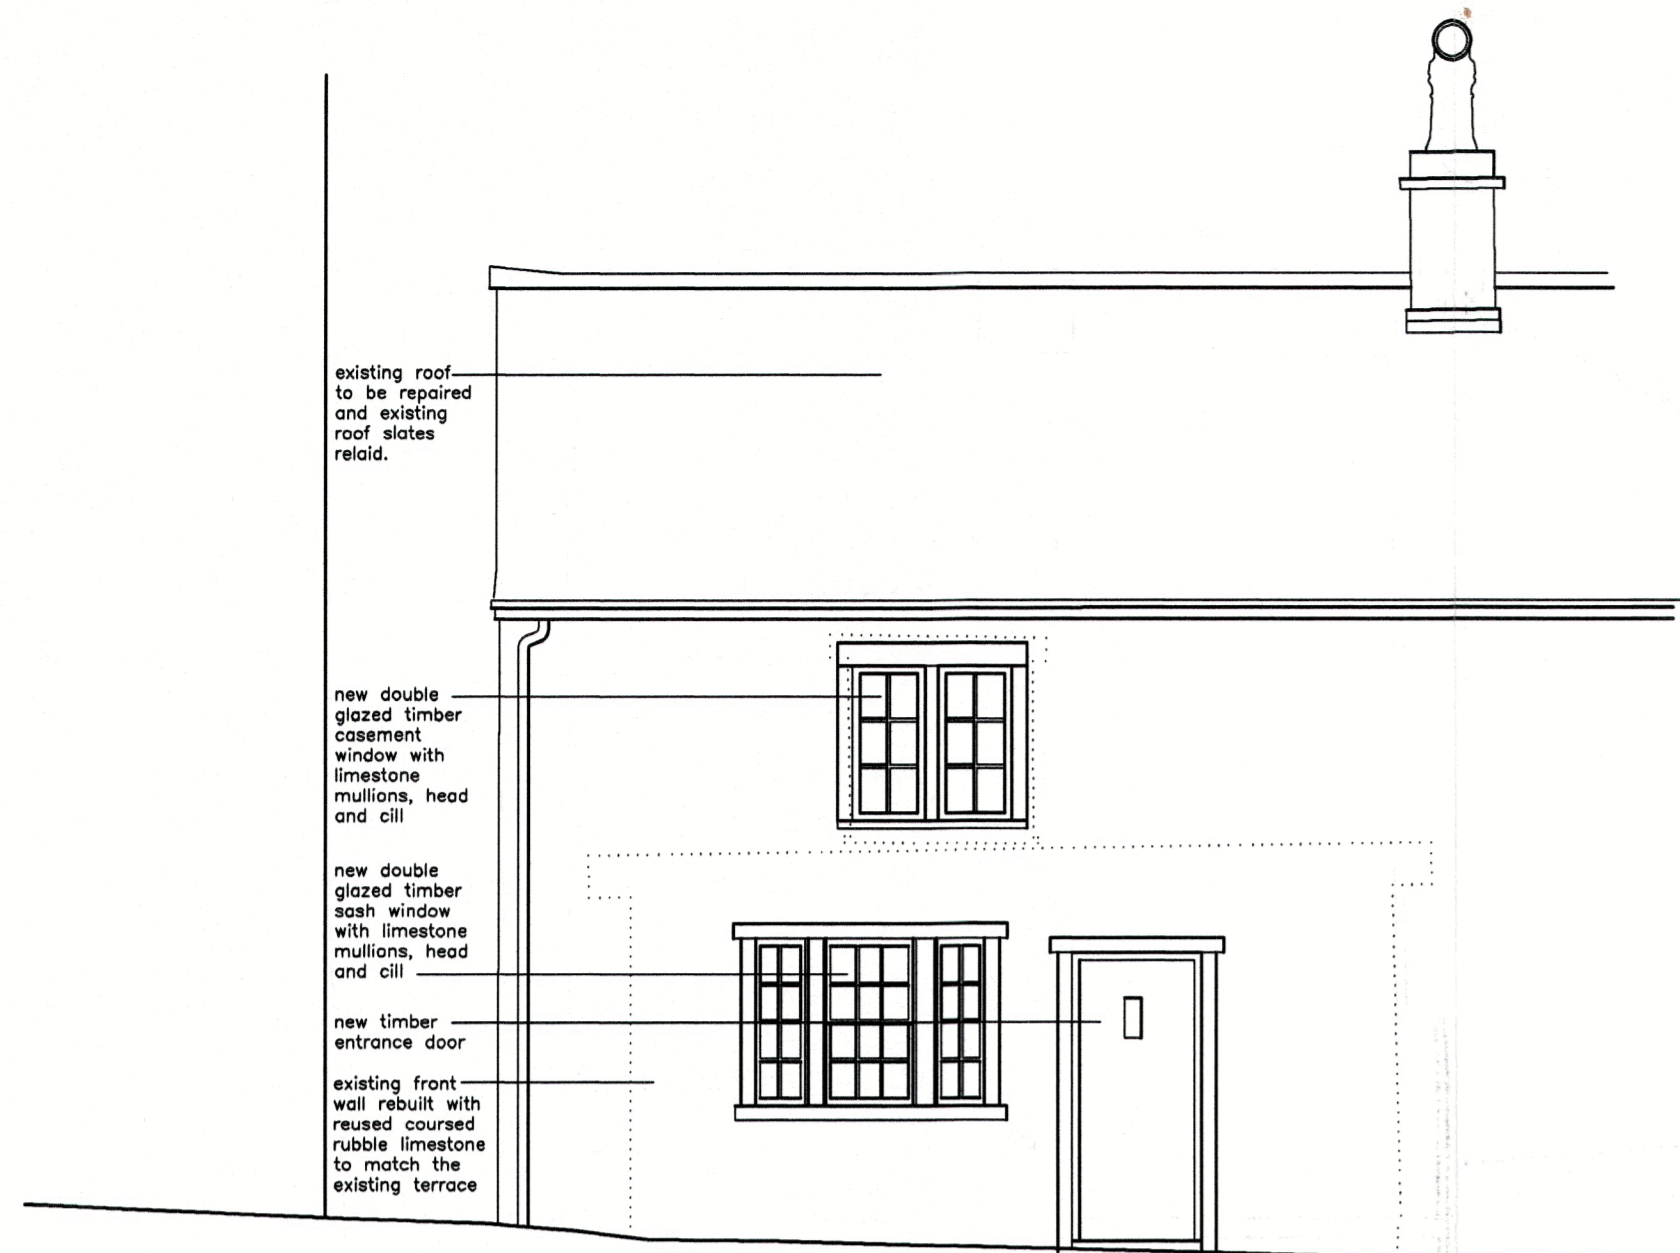 existing roof
to be repaired
and existing
roof slates
relaid.
new double
glazed timber
casement
window with
limestone
mullions, head
and cill
new double
glazed timber
sash window
with limestone
mullions, head
and cill
new timber
entrance door
existing front
wall rebuilt with
reused coursed
rubble limestone
to match the
existing terrace